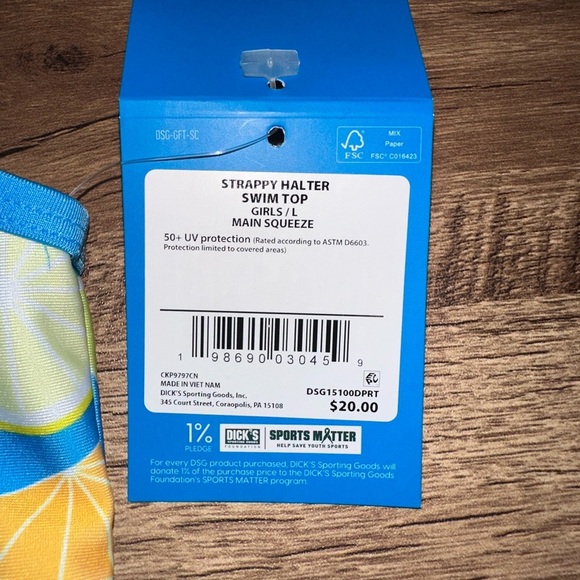 DSG-GFT-SC
MIX
Paper
FSC
FSC® C016423
STRAPPY HALTER
SWIM TOP
GIRLS / L
MAIN SQUEEZE
50+ UV protection (Rated according to ASTM D6603.
Protection limited to covered areas)
1 98690 03045 9
CKP9797CN
MADE IN VIET NAM
DICK'S Sporting Goods, Inc.
345 Court Street, Coraopolis, PA 15108
DSG15100DPRT
$20.00
1%
PLEDGE
DICK'S
SPORTING GOODS
FOUNDATION
SPORTS MATTER
HELP SAVE YOUTH SPORTS
For every DSG product purchased, DICK'S Sporting Goods will
donate 1% of the purchase price to the DICK'S Sporting Goods
Foundation's SPORTS MATTER program.